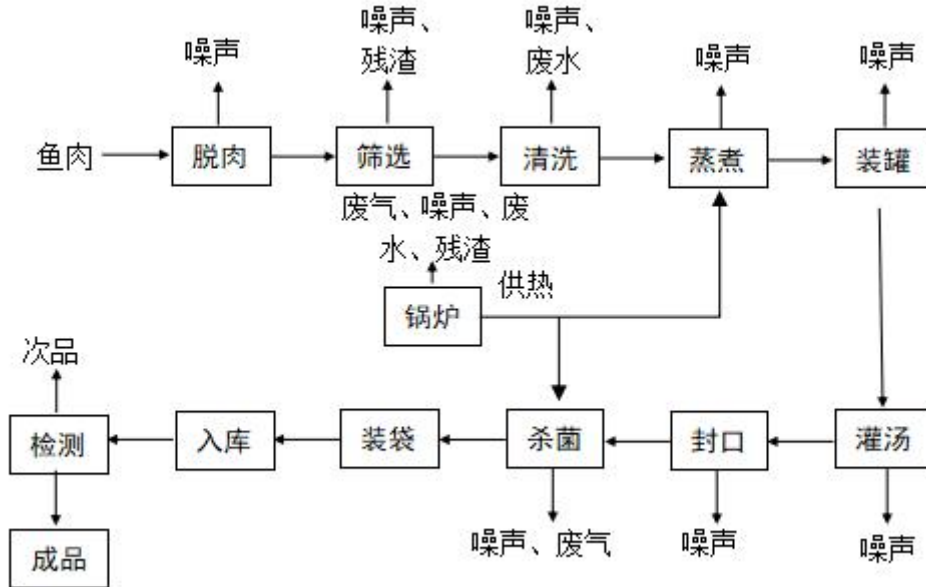 噪声
噪声、
残渣
噪声、
废水
噪声
噪声
鱼肉
脱肉
筛选
清洗
蒸煮
装罐
废气、噪声、废
水、残渣
锅炉
供热
次品
检测
入库
装袋
杀菌
封口
灌汤
成品
噪声、废气
噪声
噪声